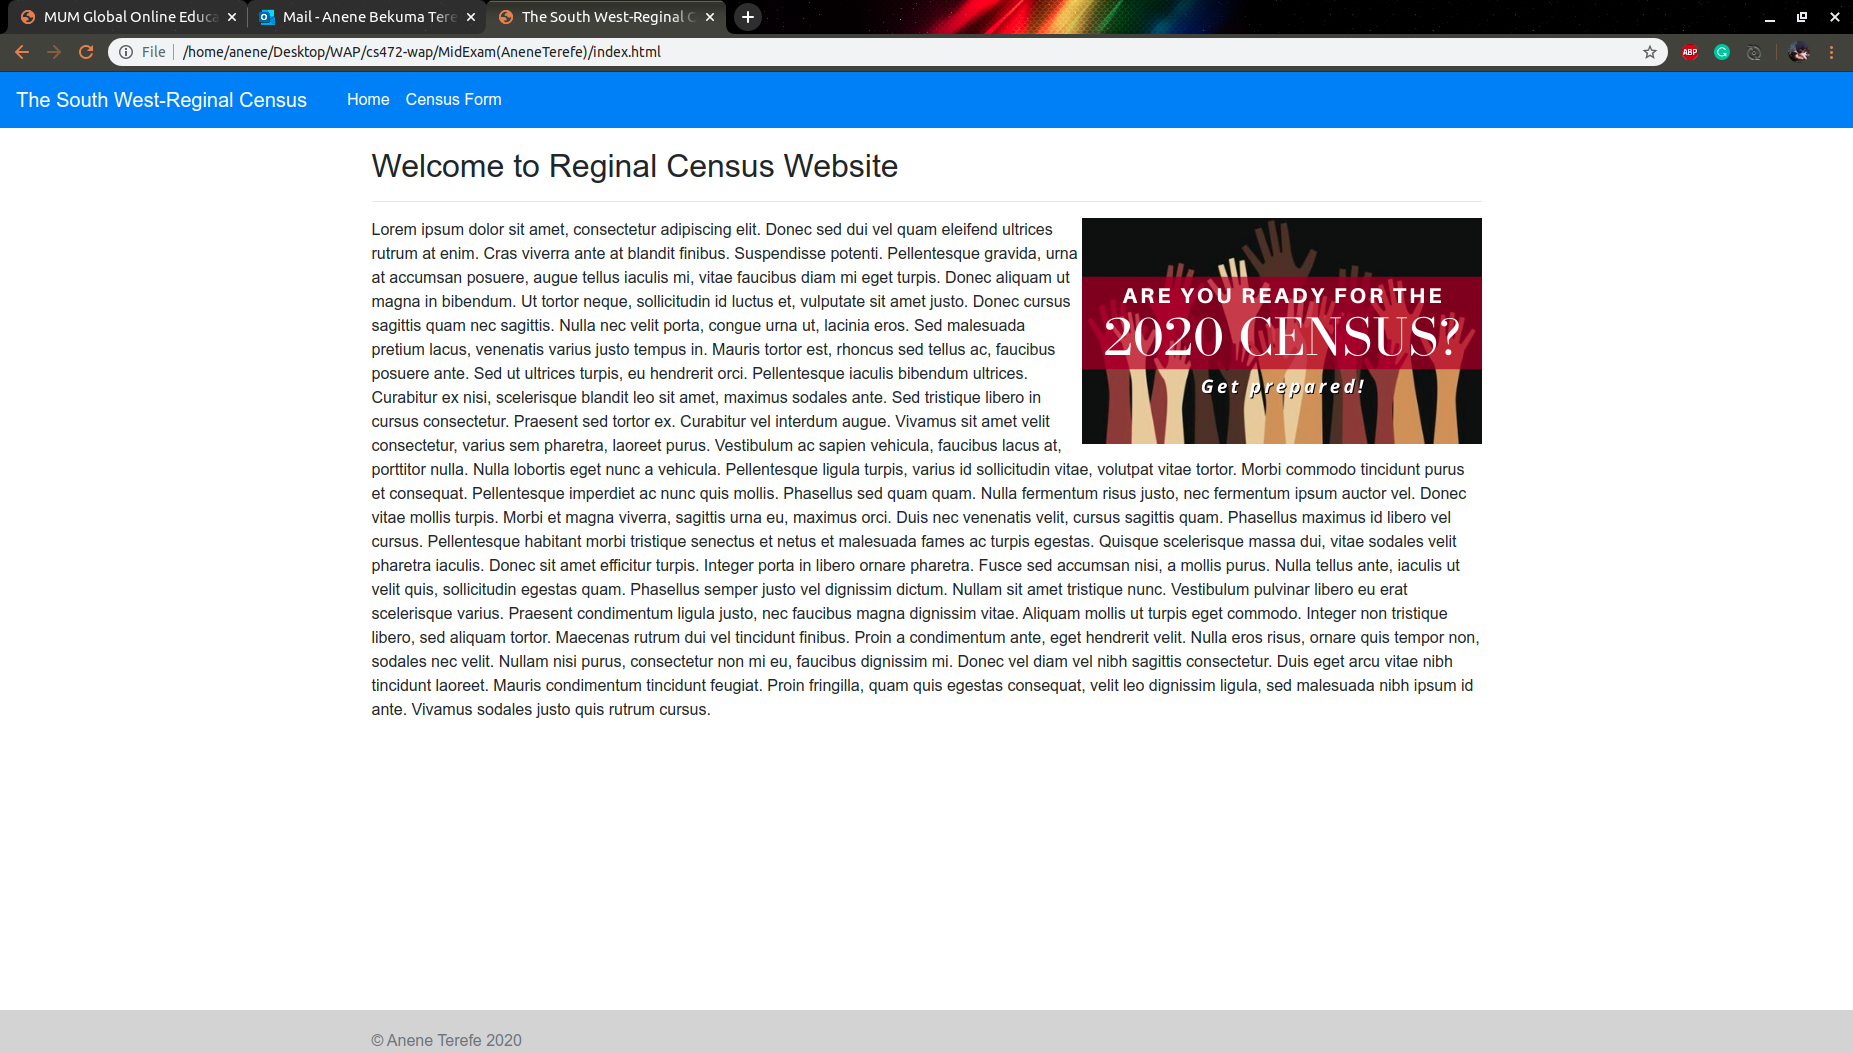 MUM Global Online Educa
Mail - Anene Bekuma Tere
The South West-Reginal C
File
/home/anene/Desktop/WAP/cs472-wap/MidExam(AneneTerefe)/index.html
ABP
The South West-Reginal Census
Home
Census Form
Welcome to Reginal Census Website
Lorem ipsum dolor sit amet, consectetur adipiscing elit. Donec sed dui vel quam eleifend ultrices
rutrum at enim. Cras viverra ante at blandit finibus. Suspendisse potenti. Pellentesque gravida, urna
at accumsan posuere, augue tellus iaculis mi, vitae faucibus diam mi eget turpis. Donec aliquam ut
magna in bibendum. Ut tortor neque, sollicitudin id luctus et, vulputate sit amet justo. Donec cursus
sagittis quam nec sagittis. Nulla nec velit porta, congue urna ut, lacinia eros. Sed malesuada
pretium lacus, venenatis varius justo tempus in. Mauris tortor est, rhoncus sed tellus ac, faucibus
posuere ante. Sed ut ultrices turpis, eu hendrerit orci. Pellentesque iaculis bibendum ultrices.
Curabitur ex nisi, scelerisque blandit leo sit amet, maximus sodales ante. Sed tristique libero in
cursus consectetur. Praesent sed tortor ex. Curabitur vel interdum augue. Vivamus sit amet velit
consectetur, varius sem pharetra, laoreet purus. Vestibulum ac sapien vehicula, faucibus lacus at,
porttitor nulla. Nulla lobortis eget nunc a vehicula. Pellentesque ligula turpis, varius id sollicitudin vitae, volutpat vitae tortor. Morbi commodo tincidunt purus
et consequat. Pellentesque imperdiet ac nunc quis mollis. Phasellus sed quam quam. Nulla fermentum risus justo, nec fermentum ipsum auctor vel. Donec
vitae mollis turpis. Morbi et magna viverra, sagittis urna eu, maximus orci. Duis nec venenatis velit, cursus sagittis quam. Phasellus maximus id libero vel
cursus. Pellentesque habitant morbi tristique senectus et netus et malesuada fames ac turpis egestas. Quisque scelerisque massa dui, vitae sodales velit
pharetra iaculis. Donec sit amet efficitur turpis. Integer porta in libero ornare pharetra. Fusce sed accumsan nisi, a mollis purus. Nulla tellus ante, iaculis ut
velit quis, sollicitudin egestas quam. Phasellus semper justo vel dignissim dictum. Nullam sit amet tristique nunc. Vestibulum pulvinar libero eu erat
scelerisque varius. Praesent condimentum ligula justo, nec faucibus magna dignissim vitae. Aliquam mollis ut turpis eget commodo. Integer non tristique
libero, sed aliquam tortor. Maecenas rutrum dui vel tincidunt finibus. Proin a condimentum ante, eget hendrerit velit. Nulla eros risus, ornare quis tempor non,
sodales nec velit. Nullam nisi purus, consectetur non mi eu, faucibus dignissim mi. Donec vel diam vel nibh sagittis consectetur. Duis eget arcu vitae nibh
tincidunt laoreet. Mauris condimentum tincidunt feugiat. Proin fringilla, quam quis egestas consequat, velit leo dignissim ligula, sed malesuada nibh ipsum id
ante. Vivamus sodales justo quis rutrum cursus.
ARE YOU READY FOR THE
2020 CENSUS?
Get prepared!
© Anene Terefe 2020